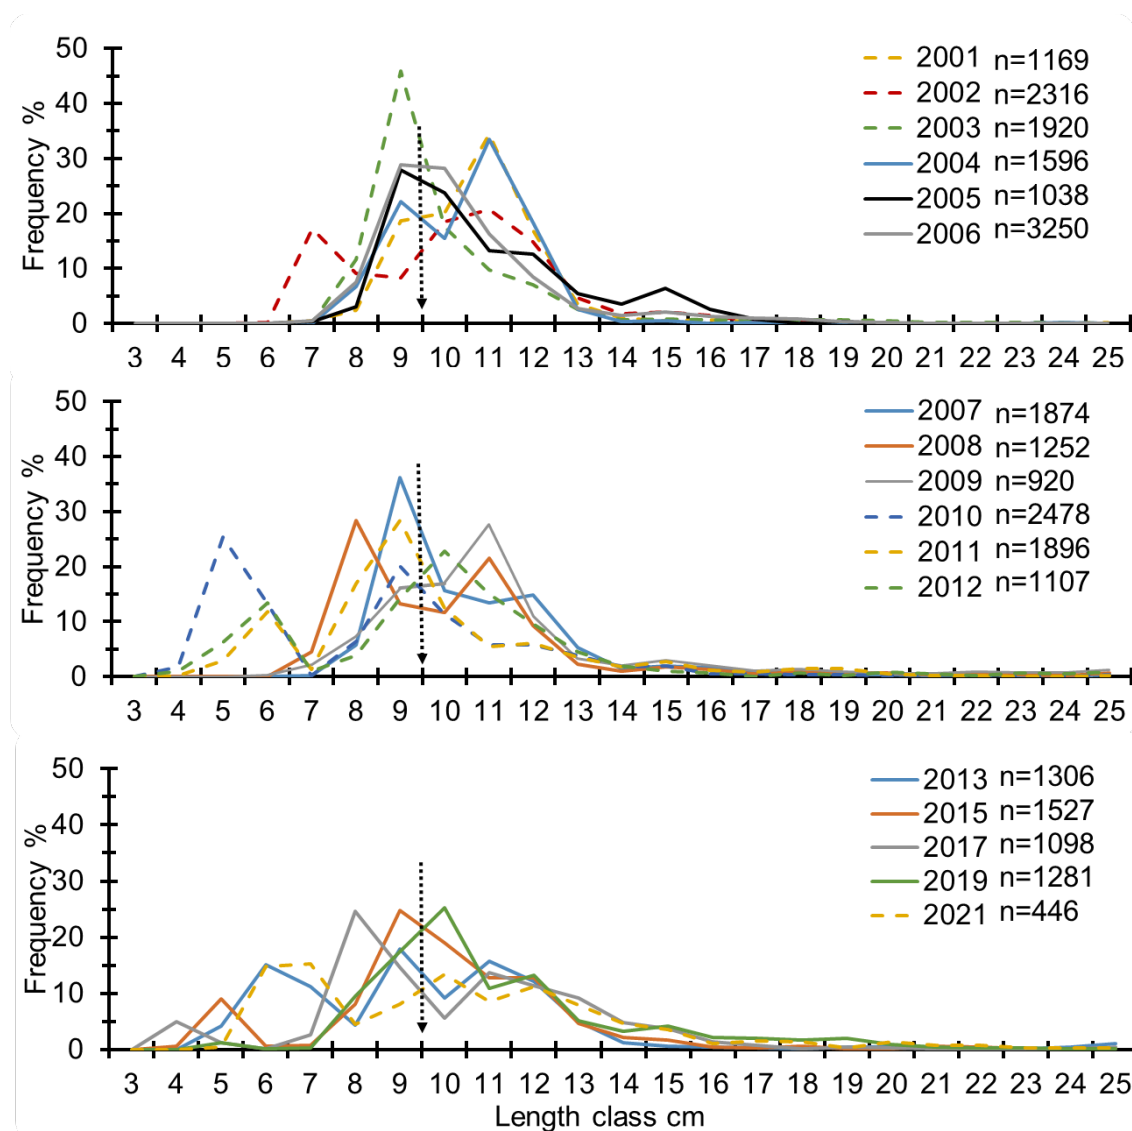 50
40
30
20
10
0
Frequency %
2001 n=1169
2002 n=2316
2003 n=1920
2004 n=1596
2005 n=1038
2006 n=3250
3 4 5 6 7 8 9 10 11 12 13 14 15 16 17 18 19 20 21 22 23 24 25
50
40
30
20
10
0
Frequency %
2007 n=1874
2008 n=1252
2009 n=920
2010 n=2478
2011 n=1896
2012 n=1107
3 4 5 6 7 8 9 10 11 12 13 14 15 16 17 18 19 20 21 22 23 24 25
50
40
30
20
10
0
Frequency %
2013 n=1306
2015 n=1527
2017 n=1098
2019 n=1281
2021 n=446
3 4 5 6 7 8 9 10 11 12 13 14 15 16 17 18 19 20 21 22 23 24 25
Length class cm